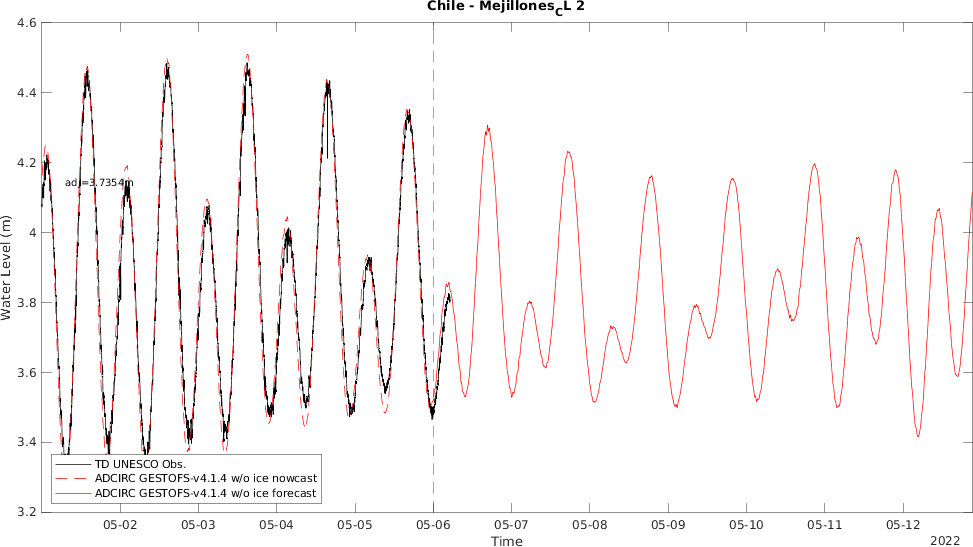 Chile - Mejillones_CL 2
4.6
4.4
4.2
4
3.8
3.6
3.4
3.2
Water Level (m)
adj=3.7354m
TD UNESCO Obs.
ADCIRC GESTOFS-v4.1.4 w/o ice nowcast
ADCIRC GESTOFS-v4.1.4 w/o ice forecast
05-02 05-03 05-04 05-05 05-06 05-07 05-08 05-09 05-10 05-11 05-12
Time
2022